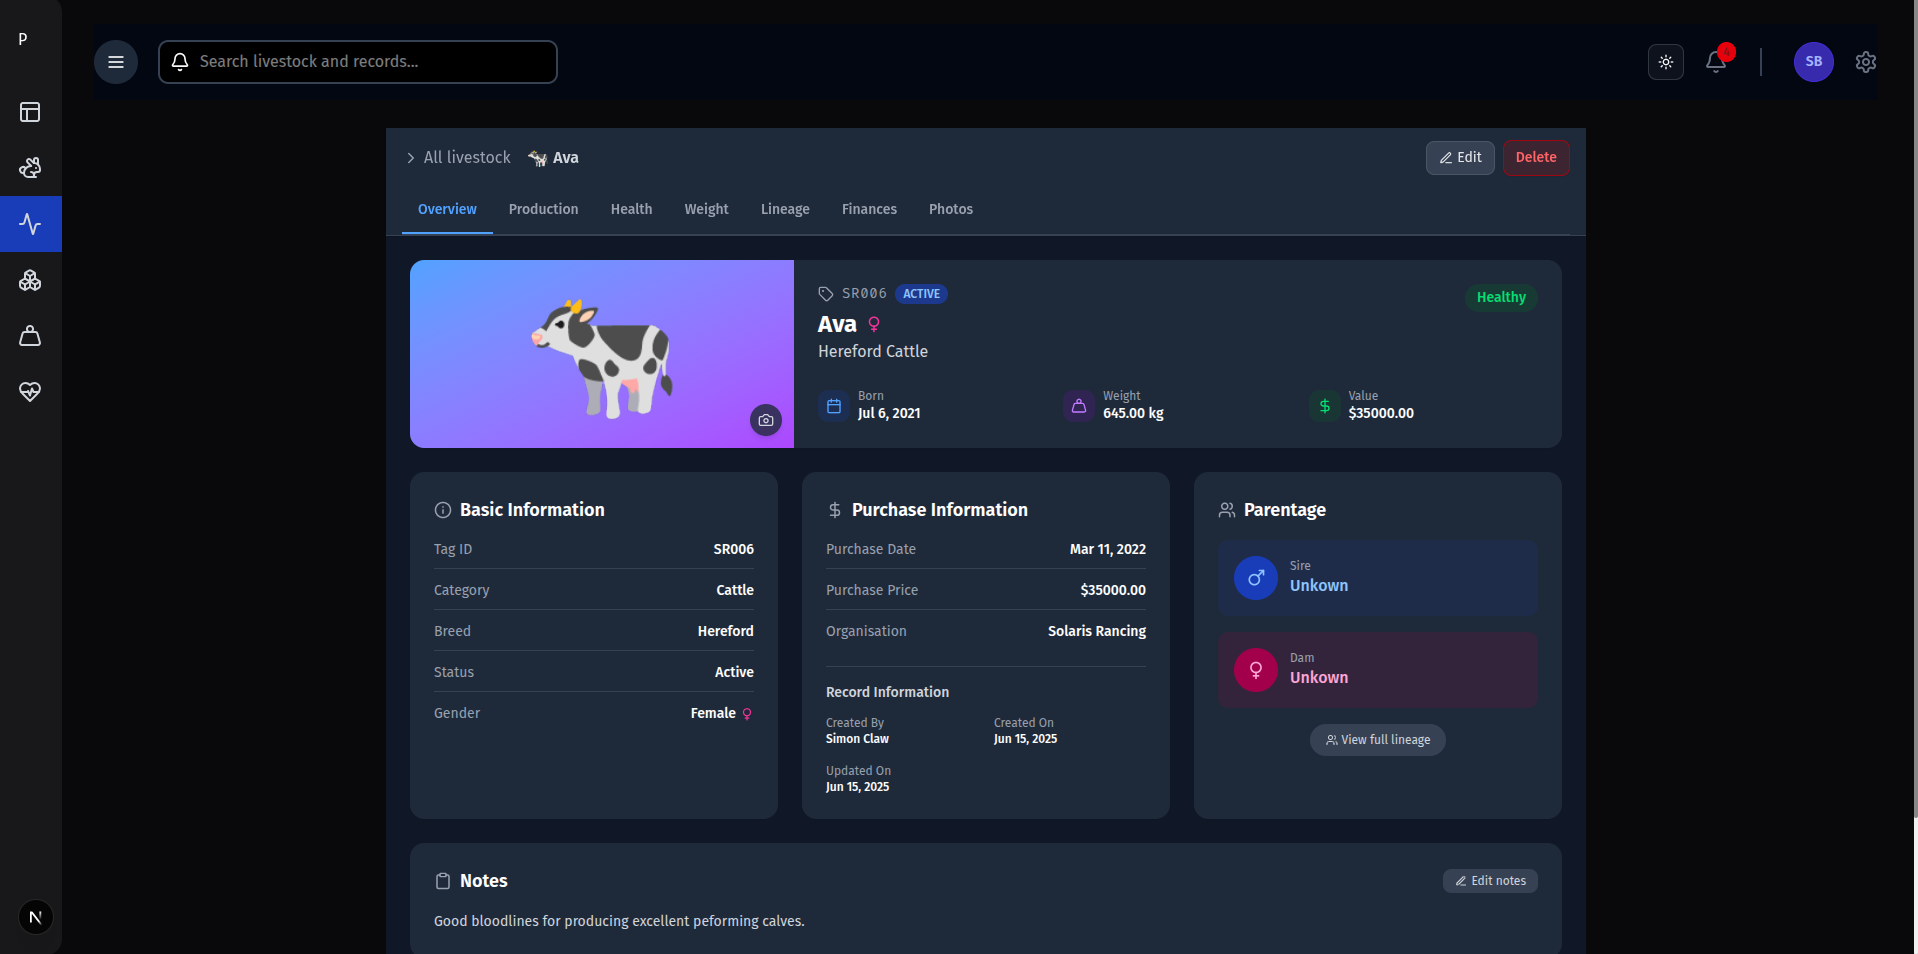 P
Search livestock and records...
SB
All livestock
Ava
Edit
Delete
Overview
Production
Health
Weight
Lineage
Finances
Photos
SR006
ACTIVE
Healthy
Ava
Hereford Cattle
Born
Jul 6, 2021
Weight
645.00 kg
Value
$35000.00
Basic Information
Tag ID
SR006
Category
Cattle
Breed
Hereford
Status
Active
Gender
Female
Purchase Information
Purchase Date
Mar 11, 2022
Purchase Price
$35000.00
Organisation
Solaris Rancing
Record Information
Created By
Simon Claw
Created On
Jun 15, 2025
Updated On
Jun 15, 2025
Parentage
Sire
Unkown
Dam
Unkown
View full lineage
Notes
Edit notes
Good bloodlines for producing excellent peforming calves.
N